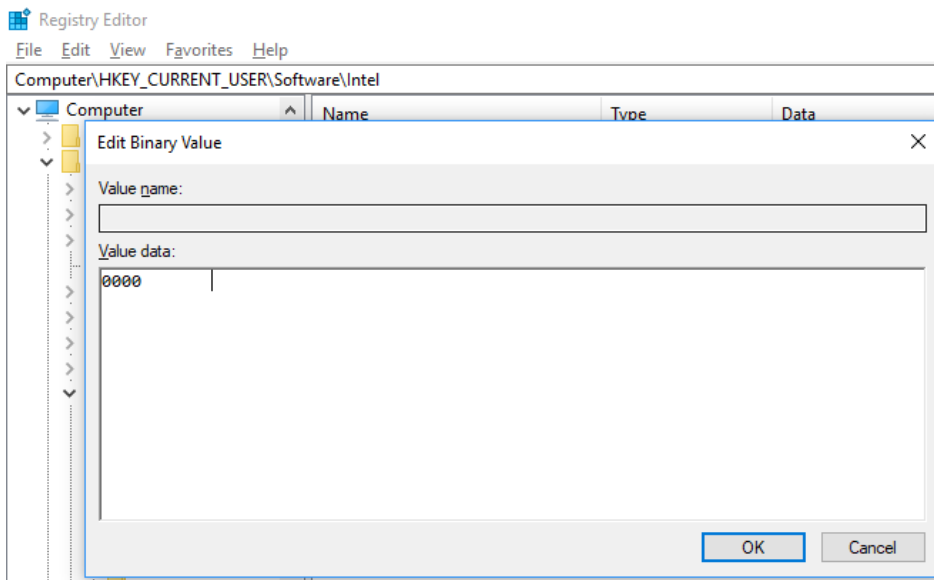 Registry Editor
File Edit View Favorites Help
Computer\HKEY_CURRENT_USER\Software\Intel
Computer
Name Type Data
Edit Binary Value
Value name:
Value data:
0000
OK Cancel